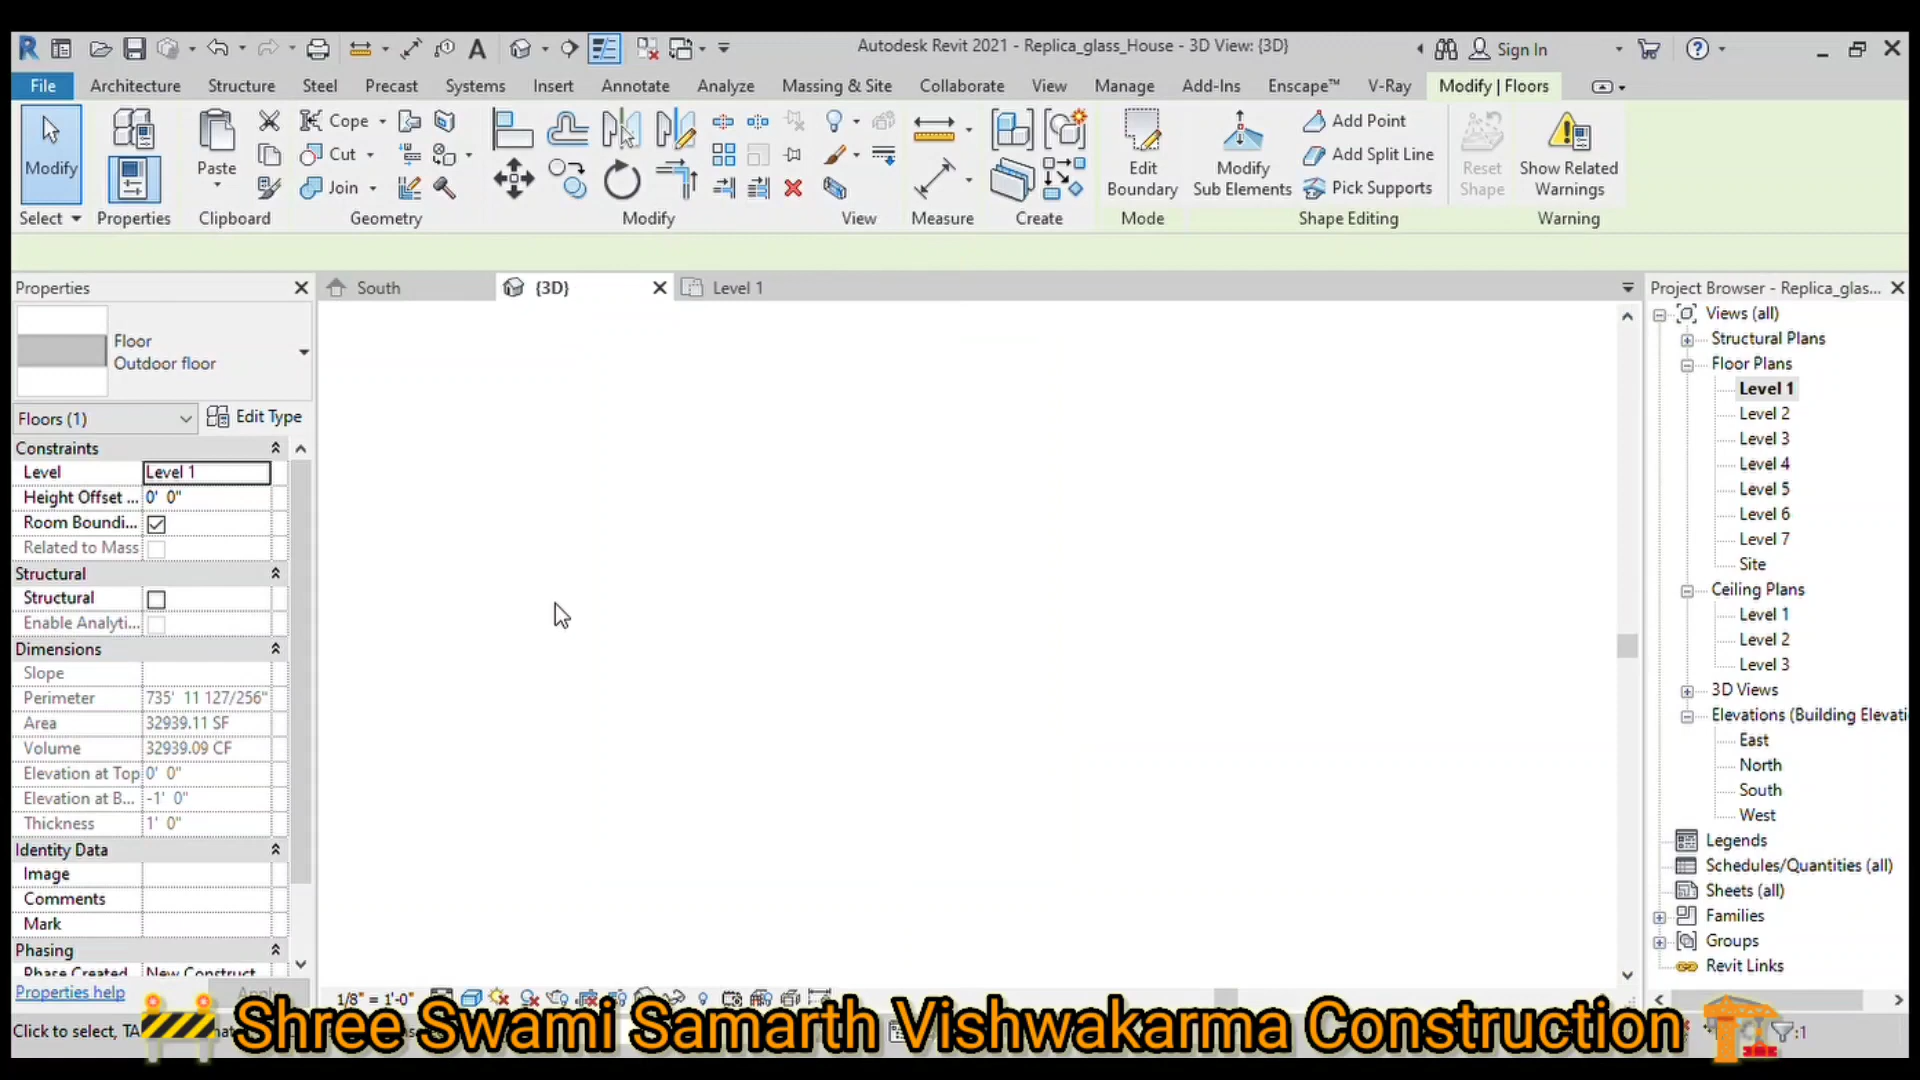 Autodesk Revit 2021 - Replica_glass_House - 3D View: {3D}
Sign In
File Architecture Structure Steel Precast Systems Insert Annotate Analyze Massing & Site Collaborate View Manage Add-Ins Enscape™ V-Ray Modify | Floors
Modify
Paste
Cope
Cut
Join
Edit Boundary
Modify Sub Elements
Add Point
Add Split Line
Pick Supports
Reset Shape
Show Related Warnings
Select Properties Clipboard Geometry Modify View Measure Create Mode Shape Editing Warning
Properties
South
{3D}
Level 1
Project Browser - Replica_glas...
Floor
Outdoor floor
Floors (1)
Edit Type
Constraints
Level Level 1
Height Offset ... 0' 0"
Room Boundi...
Related to Mass
Structural
Structural
Enable Analyti...
Dimensions
Slope
Perimeter 735' 11 127/256"
Area 32939.11 SF
Volume 32939.09 CF
Elevation at Top 0' 0"
Elevation at B... -1' 0"
Thickness 1' 0"
Identity Data
Image
Comments
Mark
Phasing
Phase Created New Construct
Properties help
Views (all)
Structural Plans
Floor Plans
Level 1
Level 2
Level 3
Level 4
Level 5
Level 6
Level 7
Site
Ceiling Plans
Level 1
Level 2
Level 3
3D Views
Elevations (Building Elevati
East
North
South
West
Legends
Schedules/Quantities (all)
Sheets (all)
Families
Groups
Revit Links
1/8" = 1'-0"
Click to select, TA
Shree Swami Samarth Vishwakarma Construction
:1